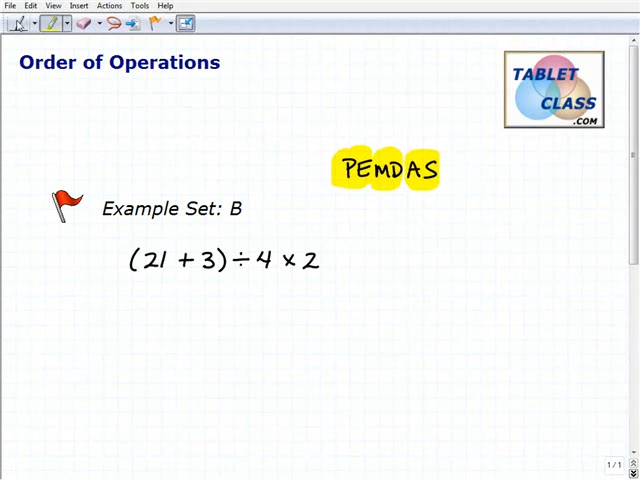 File Edit View Insert Actions Tools Help
Order of Operations
TABLET
CLASS
.COM
PEMDAS
Example Set: B
(21 + 3) ÷ 4 × 2
1 / 1